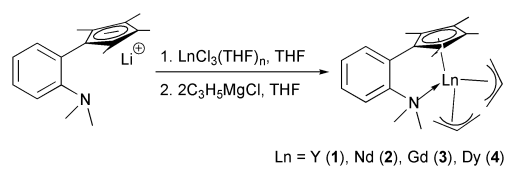 Li⊕
N
1. LnCl₃(THF)ₙ, THF
2. 2C₃H₅MgCl, THF
Ln
N
Ln = Y (1), Nd (2), Gd (3), Dy (4)